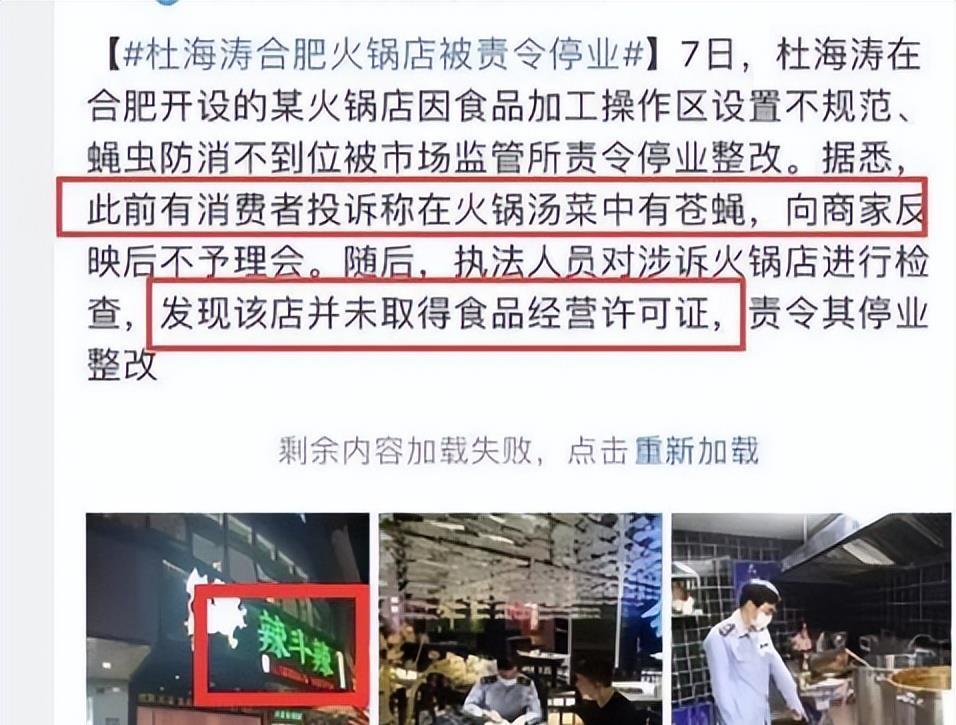 【#杜海涛合肥火锅店被责令停业#】7日，杜海涛在
合肥开设的某火锅店因食品加工操作区设置不规范、
蝇虫防消不到位被市场监管所责令停业整改。据悉，
此前有消费者投诉称在火锅汤菜中有苍蝇，向商家反
映后不予理会。随后，执法人员对涉诉火锅店进行检
查，发现该店并未取得食品经营许可证，责令其停业
整改
剩余内容加载失败，点击重新加载
辣斗辣